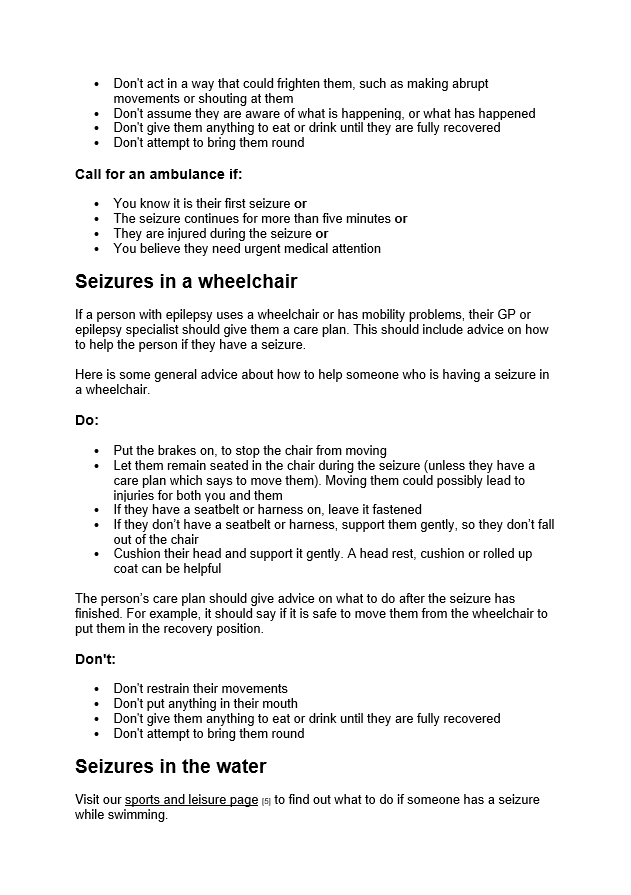 • Don't act in a way that could frighten them, such as making abrupt
movements or shouting at them
• Don't assume they are aware of what is happening, or what has happened
• Don't give them anything to eat or drink until they are fully recovered
• Don't attempt to bring them round
Call for an ambulance if:
• You know it is their first seizure or
• The seizure continues for more than five minutes or
• They are injured during the seizure or
• You believe they need urgent medical attention
Seizures in a wheelchair
If a person with epilepsy uses a wheelchair or has mobility problems, their GP or
epilepsy specialist should give them a care plan. This should include advice on how
to help the person if they have a seizure.
Here is some general advice about how to help someone who is having a seizure in
a wheelchair.
Do:
• Put the brakes on, to stop the chair from moving
• Let them remain seated in the chair during the seizure (unless they have a
care plan which says to move them). Moving them could possibly lead to
injuries for both you and them
• If they have a seatbelt or harness on, leave it fastened
• If they don't have a seatbelt or harness, support them gently, so they don't fall
out of the chair
• Cushion their head and support it gently. A head rest, cushion or rolled up
coat can be helpful
The person's care plan should give advice on what to do after the seizure has
finished. For example, it should say if it is safe to move them from the wheelchair to
put them in the recovery position.
Don't:
• Don't restrain their movements
• Don't put anything in their mouth
• Don't give them anything to eat or drink until they are fully recovered
• Don't attempt to bring them round
Seizures in the water
Visit our sports and leisure page [5] to find out what to do if someone has a seizure
while swimming.